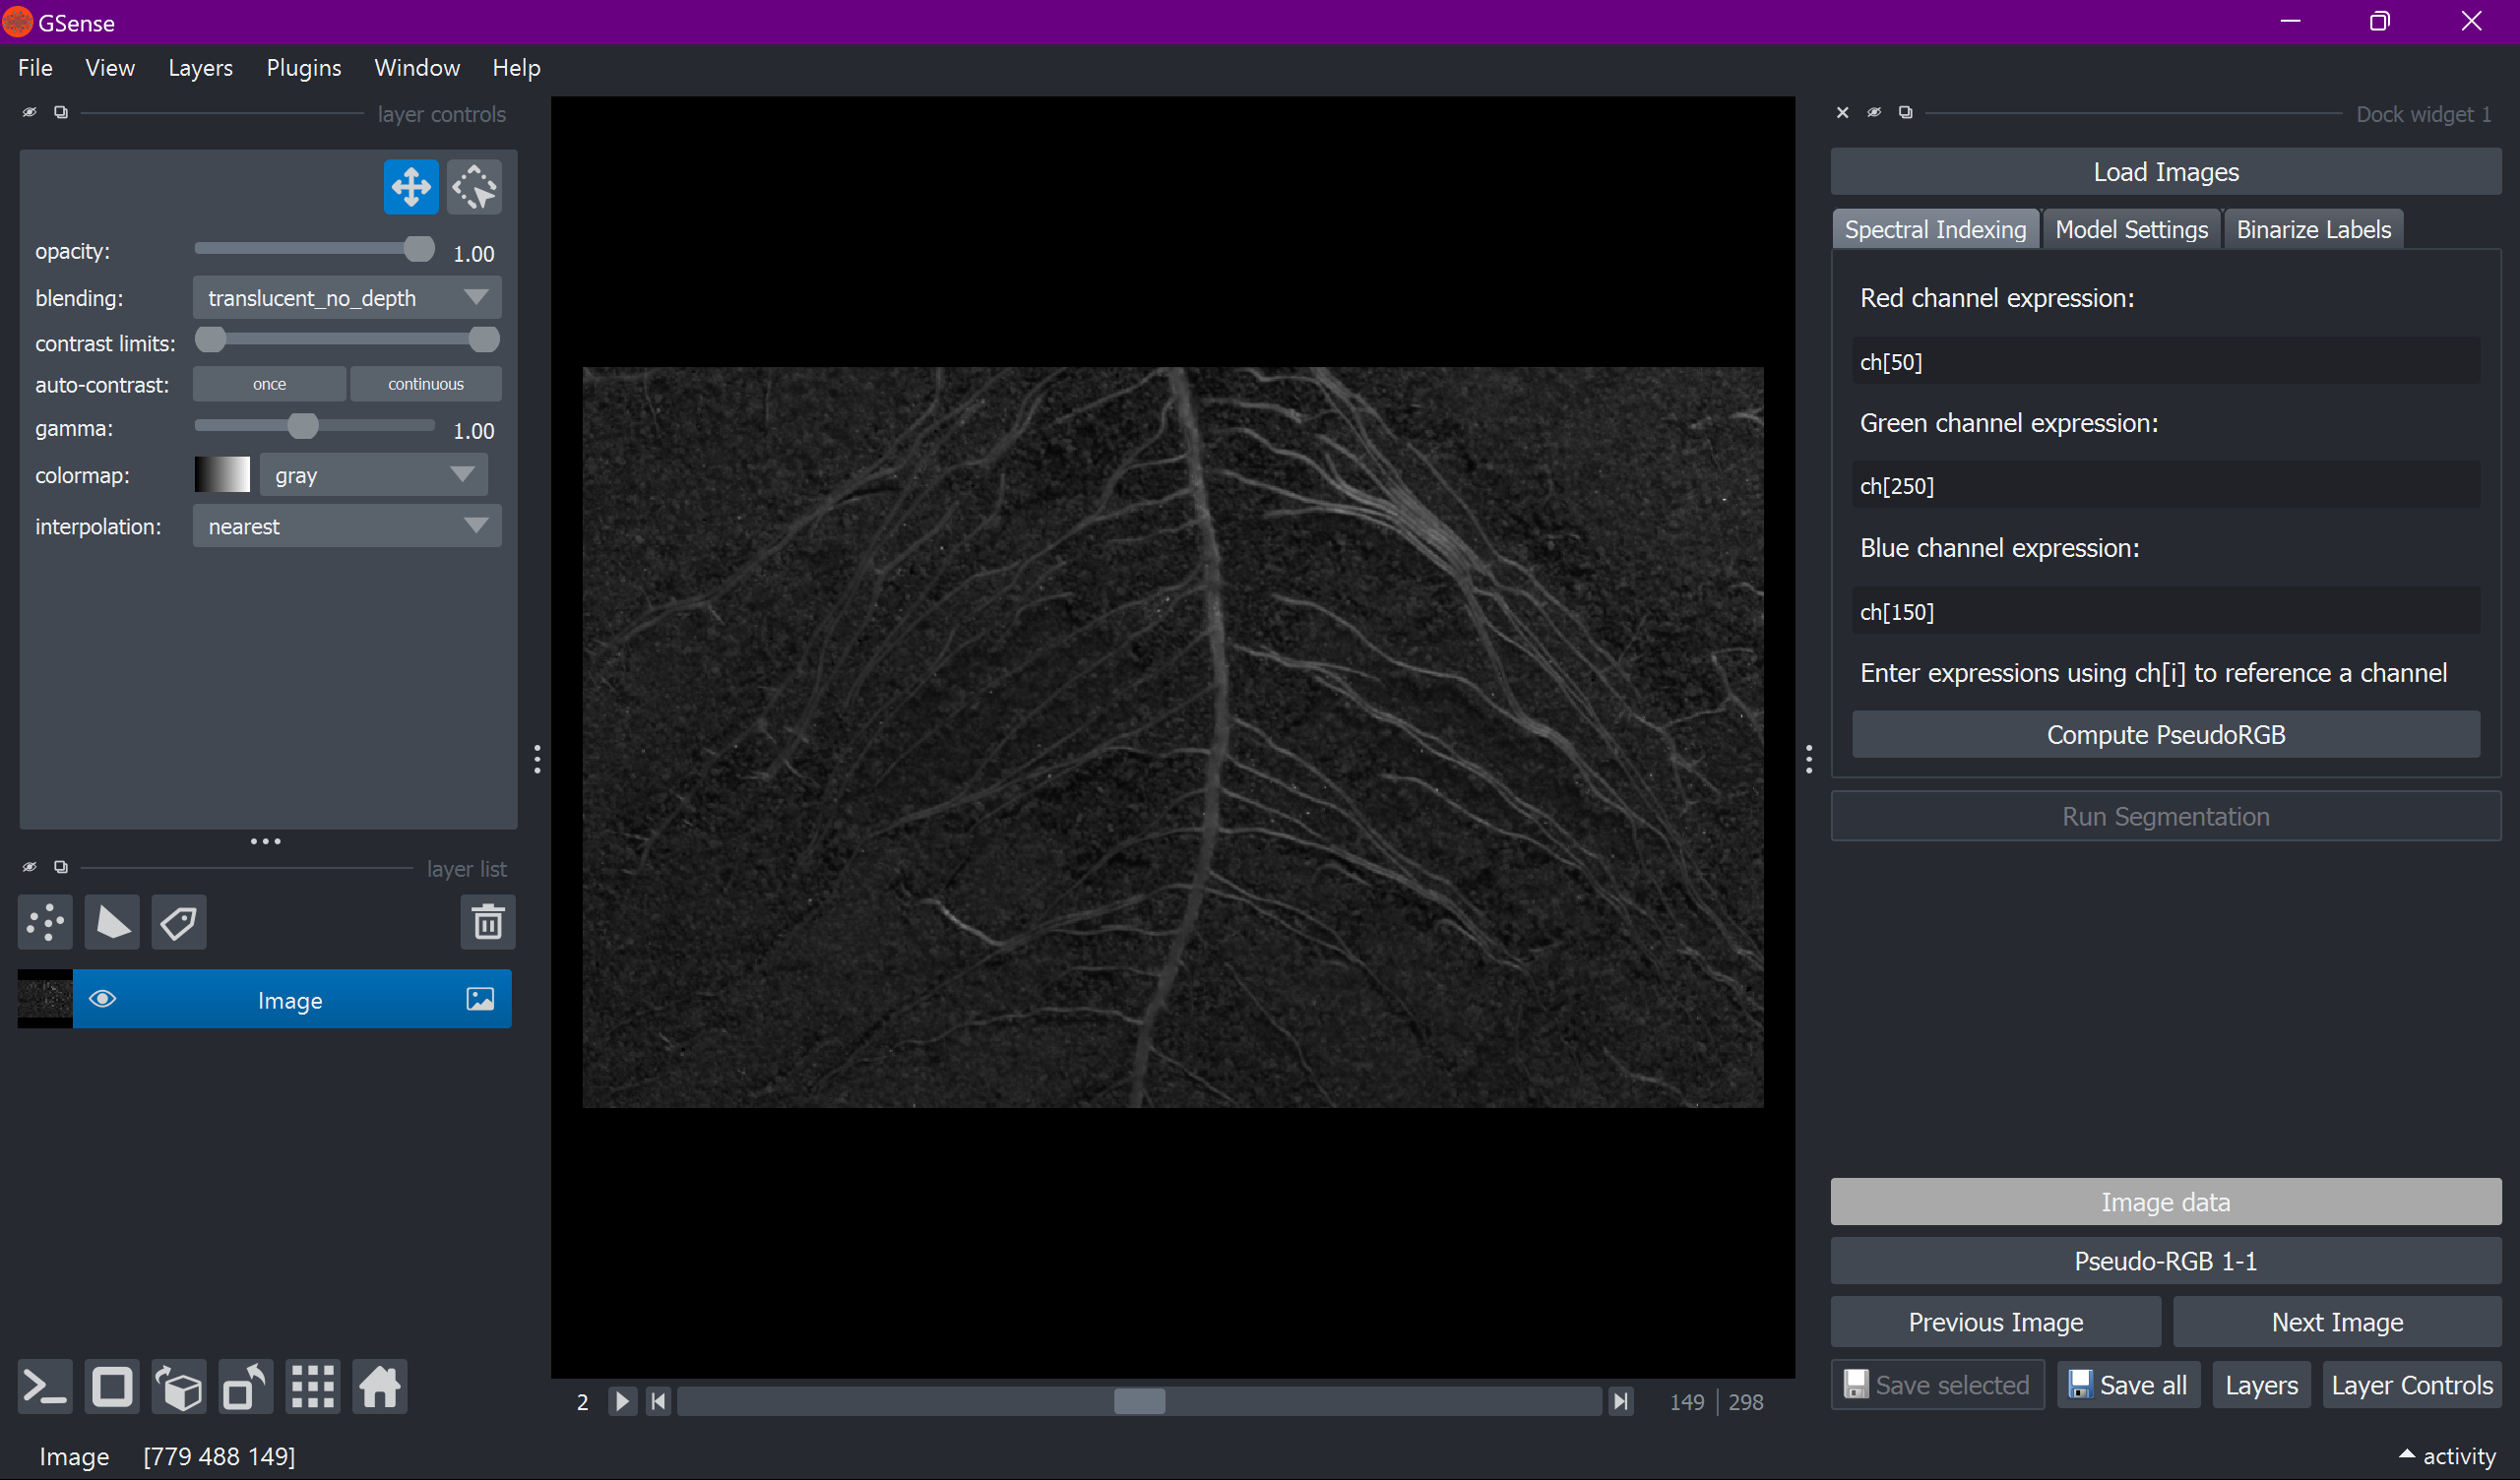 GSense
File View Layers Plugins Window Help
layer controls
opacity: 1.00
blending: translucent_no_depth
contrast limits:
auto-contrast: once continuous
gamma: 1.00
colormap: gray
interpolation: nearest
layer list
Image
2 149 298
Image [779 488 149]
Dock widget 1
Load Images
Spectral Indexing Model Settings Binarize Labels
Red channel expression:
ch[50]
Green channel expression:
ch[250]
Blue channel expression:
ch[150]
Enter expressions using ch[i] to reference a channel
Compute PseudoRGB
Run Segmentation
Image data
Pseudo-RGB 1-1
Previous Image Next Image
Save selected Save all Layers Layer Controls
activity